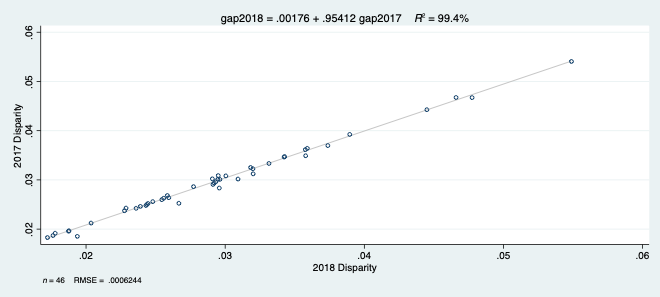 gap2018 = .00176 + .95412 gap2017 R² = 99.4%
.06
.05
.04
.03
.02
2017 Disparity
.02 .03 .04 .05 .06
2018 Disparity
n = 46 RMSE = .0006244